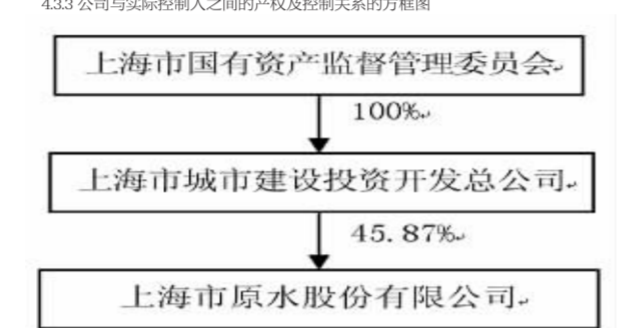 4.3.3 公司与实际控制人之间的产权及控制关系的方框图
上海市国有资产监督管理委员会
100%
上海市城市建设投资开发总公司
45.87%
上海市原水股份有限公司